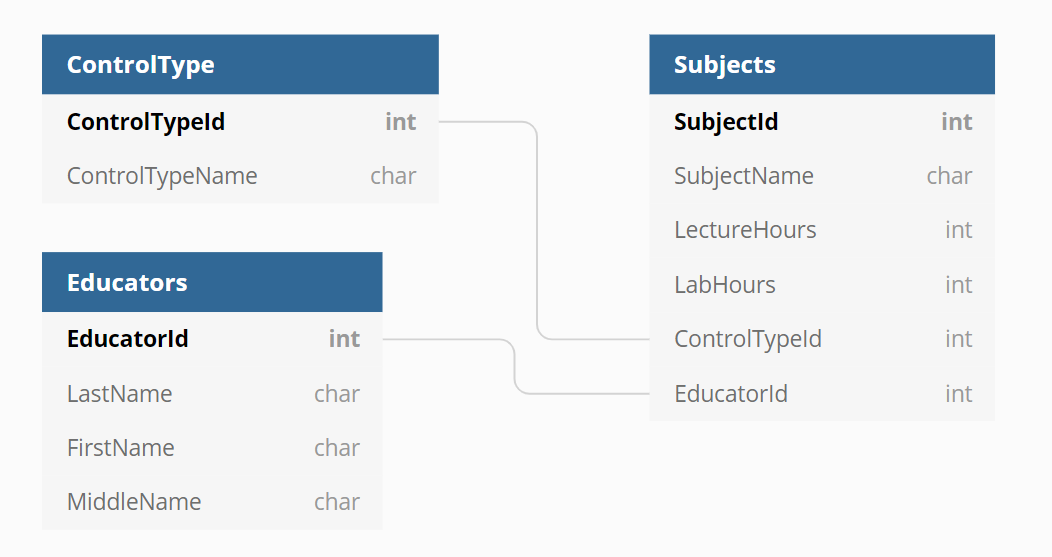 ControlType
ControlTypeId int
ControlTypeName char
Educators
EducatorId int
LastName char
FirstName char
MiddleName char
Subjects
SubjectId int
SubjectName char
LectureHours int
LabHours int
ControlTypeId int
EducatorId int